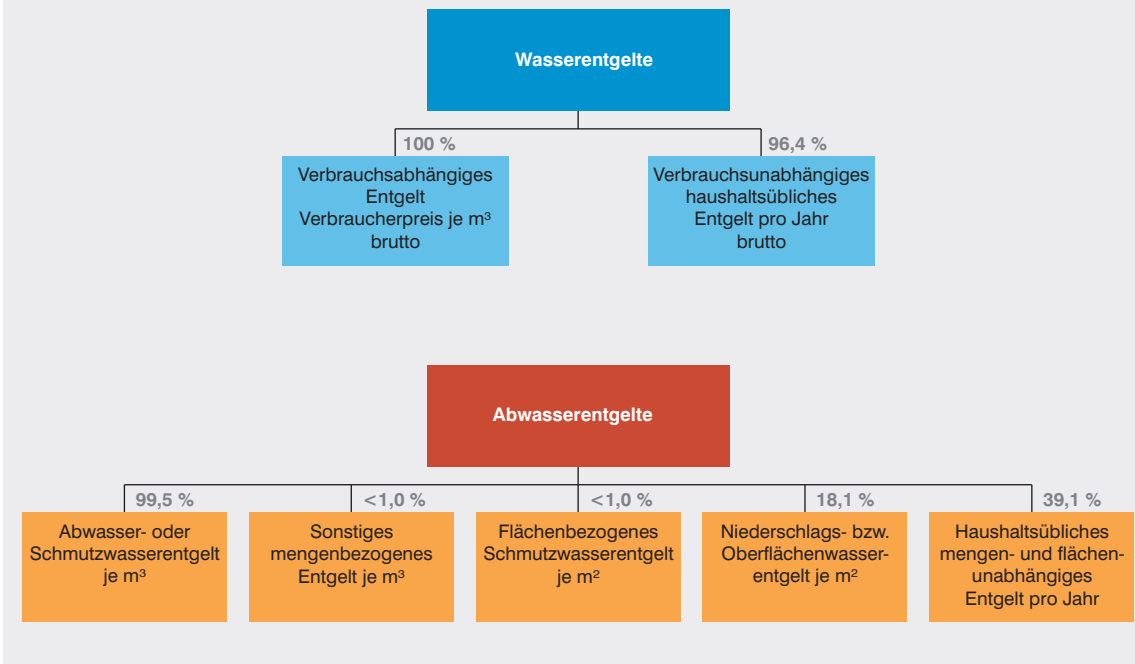 Wasserentgelte
100 %
96,4 %
Verbrauchsabhängiges
Entgelt
Verbraucherpreis je m³
brutto
Verbrauchsunabhängiges
haushaltsübliches
Entgelt pro Jahr
brutto
Abwasserentgelte
99,5 %
<1,0 %
<1,0 %
18,1 %
39,1 %
Abwasser- oder
Schmutzwasserentgelt
je m³
Sonstiges
mengenbezogenes
Entgelt je m³
Flächenbezogenes
Schmutzwasserentgelt
je m²
Niederschlags- bzw.
Oberflächenwasser-
entgelt je m²
Haushaltsübliches
mengen- und flächen-
unabhängiges
Entgelt pro Jahr